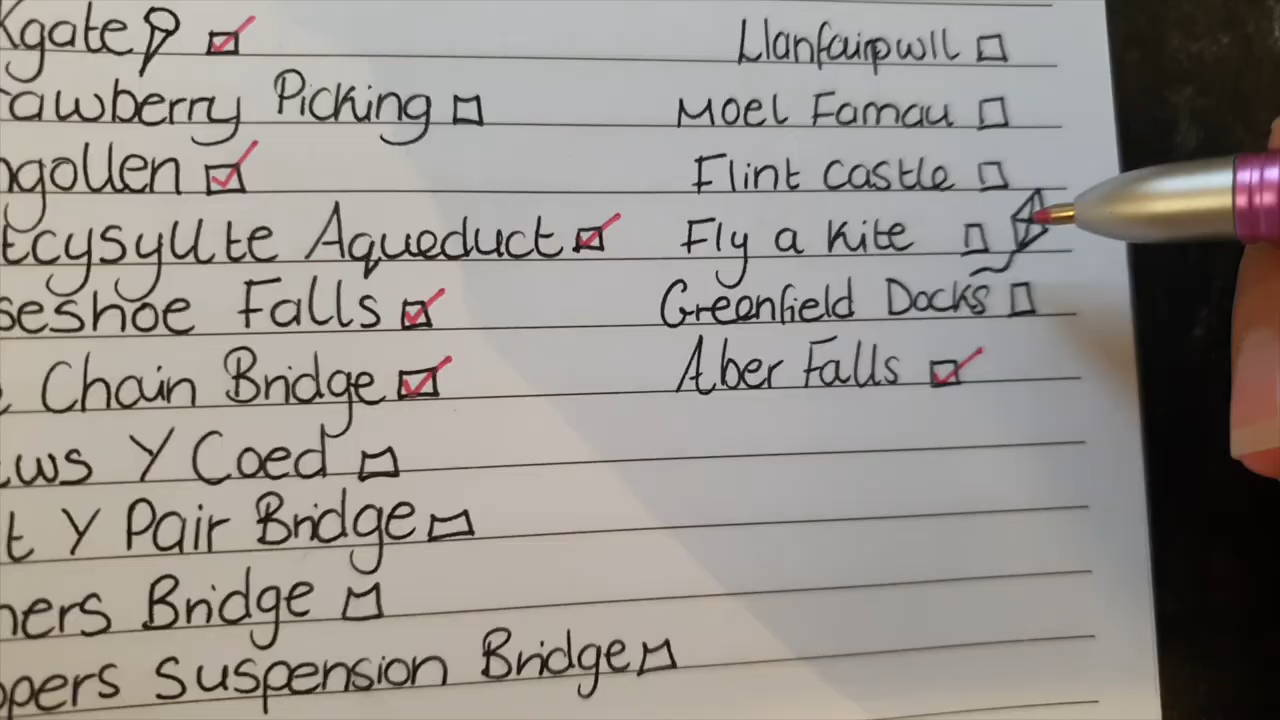 kgate
rawberry Picking
ngollen
tcysyllte Aqueduct
seshoe Falls
Chain Bridge
ws Y Coed
t Y Pair Bridge
ners Bridge
ppers Suspension Bridge
Llanfairpwll
Moel Famau
Flint Castle
Fly a Kite
Greenfield Docks
Aber Falls